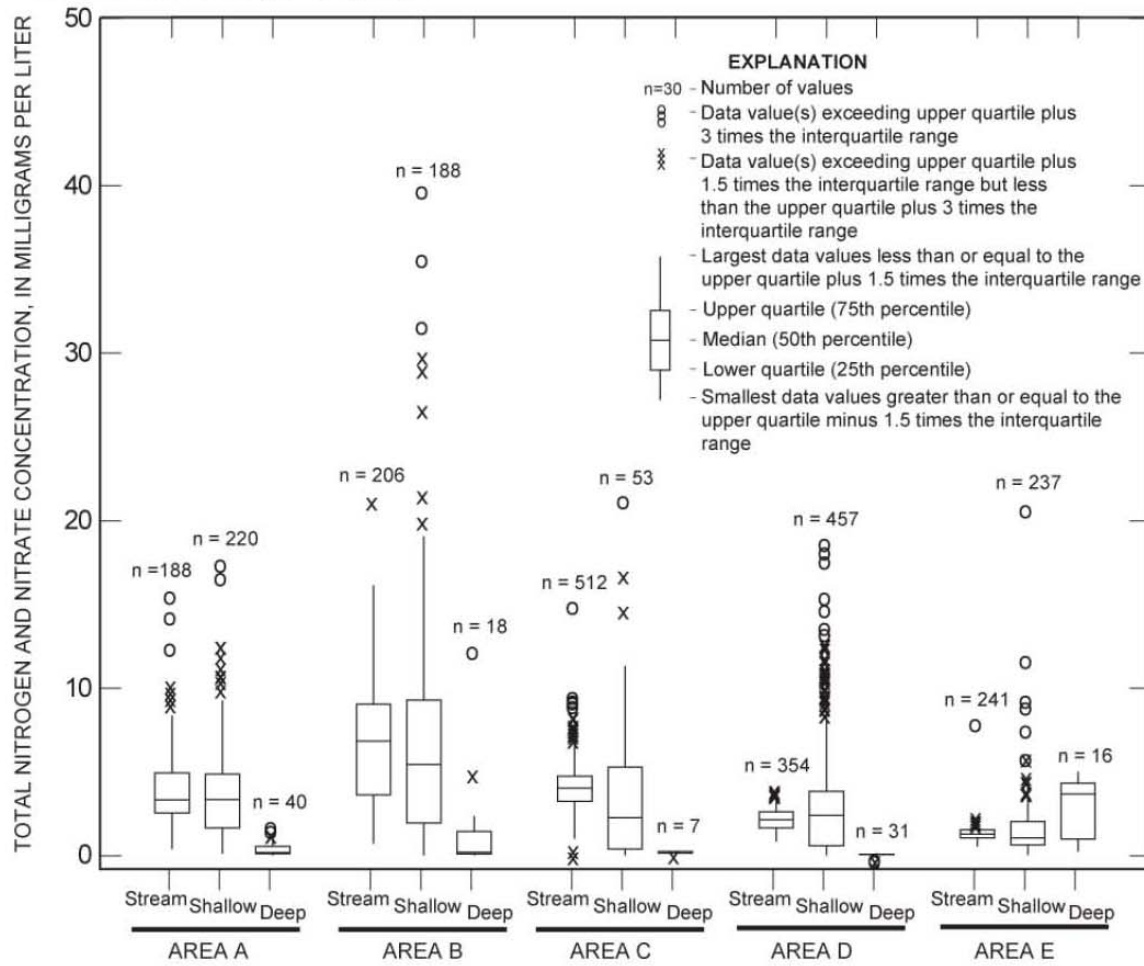 TOTAL NITROGEN AND NITRATE CONCENTRATION, IN MILLIGRAMS PER LITER
50
40
30
20
10
0
EXPLANATION
n=30 - Number of values
- Data value(s) exceeding upper quartile plus
3 times the interquartile range
- Data value(s) exceeding upper quartile plus
1.5 times the interquartile range but less
than the upper quartile plus 3 times the
interquartile range
- Largest data values less than or equal to the
upper quartile plus 1.5 times the interquartile range
- Upper quartile (75th percentile)
- Median (50th percentile)
- Lower quartile (25th percentile)
- Smallest data values greater than or equal to the
upper quartile minus 1.5 times the interquartile
range
n =188
n = 220
n = 40
n = 206
n = 188
n = 18
n = 512
n = 53
n = 7
n = 354
n = 457
n = 31
n = 241
n = 237
n = 16
Stream Shallow Deep
AREA A
Stream Shallow Deep
AREA B
Stream Shallow Deep
AREA C
Stream Shallow Deep
AREA D
Stream Shallow Deep
AREA E